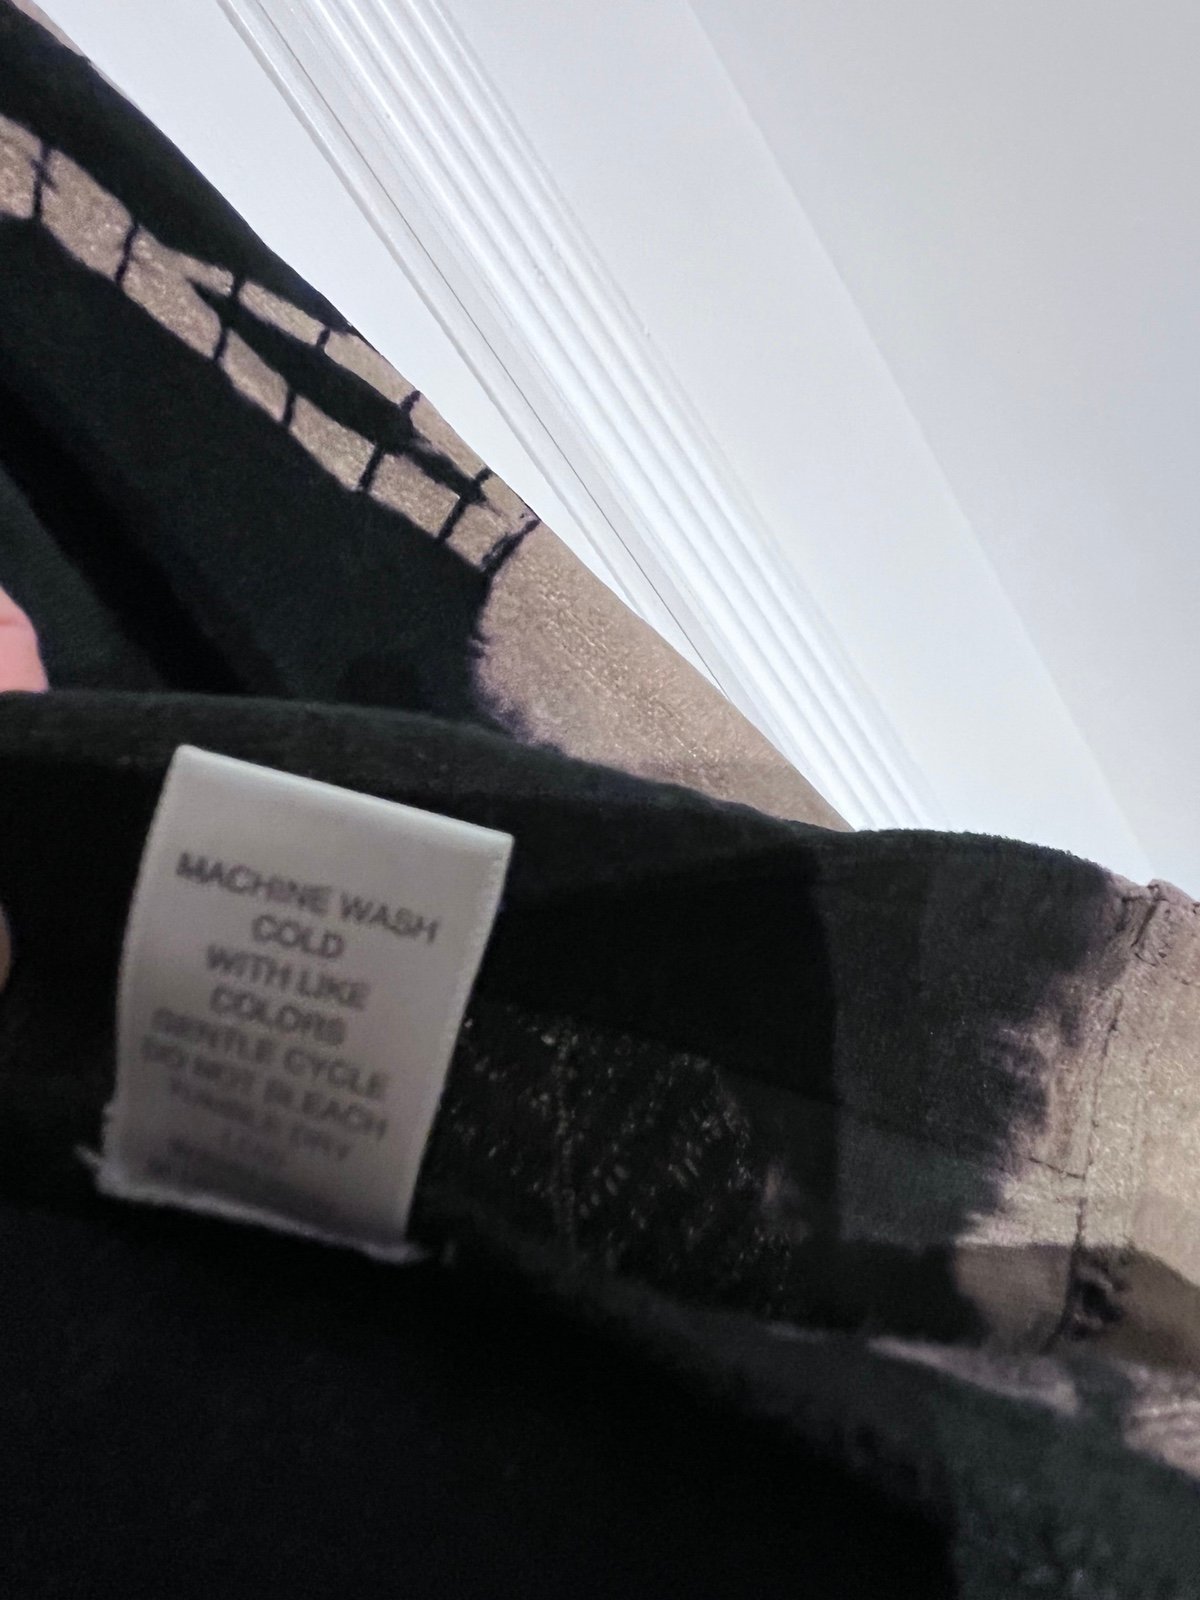 MACHINE WASH
COLD
WITH LIKE
COLORS
GENTLE CYCLE
DO NOT BLEACH
TUMBLE DRY